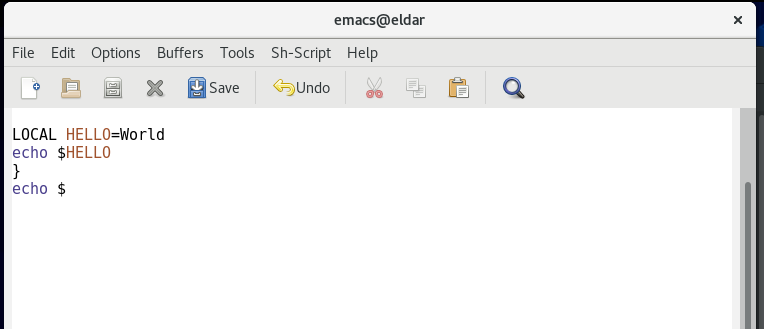 emacs@eldar
File Edit Options Buffers Tools Sh-Script Help
Save Undo
LOCAL HELLO=World
echo $HELLO
}
echo $